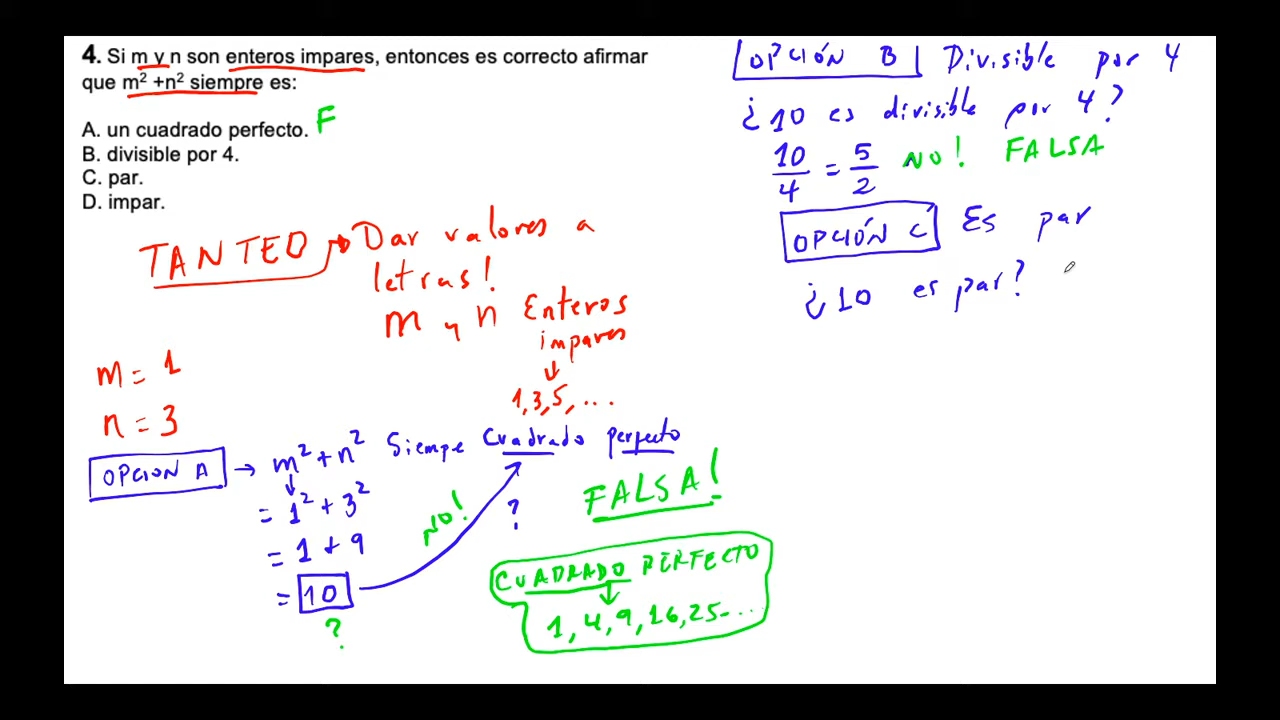 4. Si m y n son enteros impares, entonces es correcto afirmar
que m² +n² siempre es:
A. un cuadrado perfecto. F
B. divisible por 4.
C. par.
D. impar.
TANTEO → Dar valores a
letras!
m y n Enteros
impares
↓
1,3,5, ...
m = 1
n = 3
OPCION A → m² + n² Siempe Cuadrado perfecto
= 1² + 3²
= 1 + 9
= 10
?
NO!
?
FALSA!
CUADRADO PERFECTO
↓
1, 4, 9, 16, 25 - ...
OPCIÓN B Divisible por 4
¿10 es divisible por 4?
10/4 = 5/2 NO! FALSA
OPCIÓN C Es par
¿10 es par?